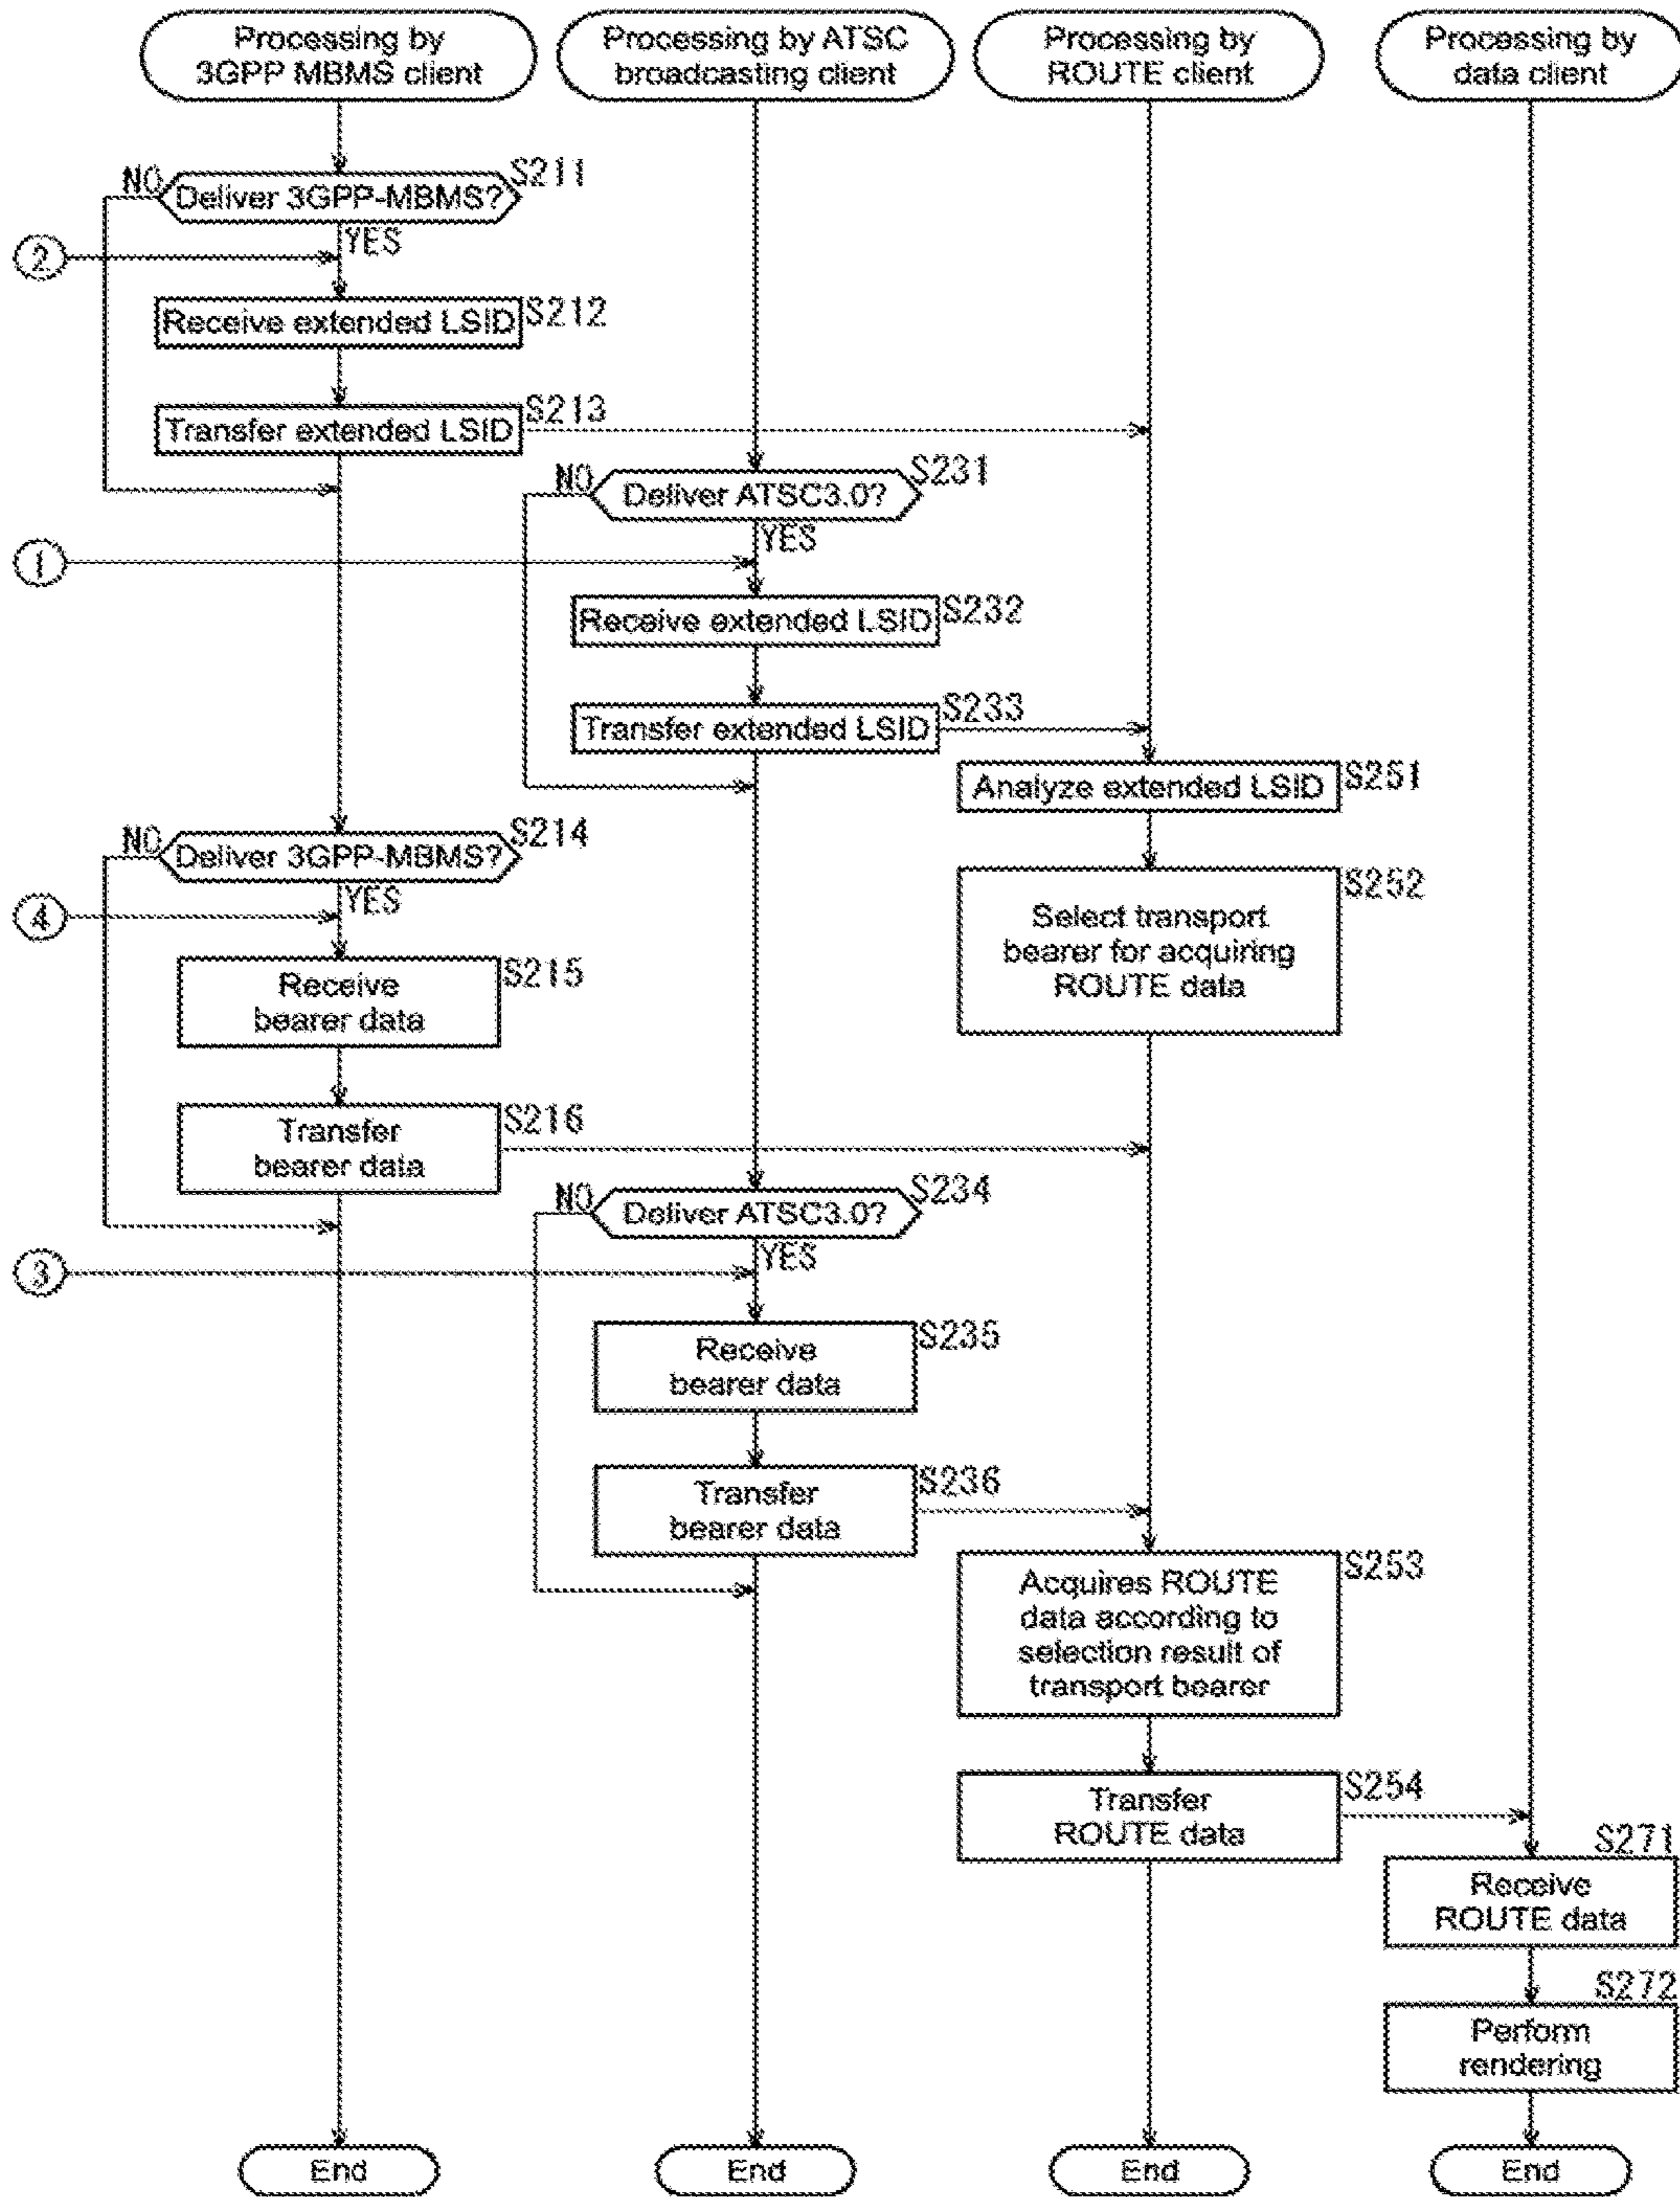 Processing by
3GPP MBMS client
Processing by ATSC
broadcasting client
Processing by
ROUTE client
Processing by
data client
S211
NO
Deliver 3GPP-MBMS?
YES
2
Receive extended LSID
S212
Transfer extended LSID
S213
S231
NO
Deliver ATSC3.0?
YES
1
Receive extended LSID
S232
Transfer extended LSID
S233
Analyze extended LSID
S251
S214
NO
Deliver 3GPP-MBMS?
YES
4
S252
Select transport
bearer for acquiring
ROUTE data
S215
Receive
bearer data
S216
Transfer
bearer data
S234
NO
Deliver ATSC3.0?
YES
3
S235
Receive
bearer data
S236
Transfer
bearer data
S253
Acquires ROUTE
data according to
selection result of
transport bearer
S254
Transfer
ROUTE data
S271
Receive
ROUTE data
S272
Perform
rendering
End
End
End
End